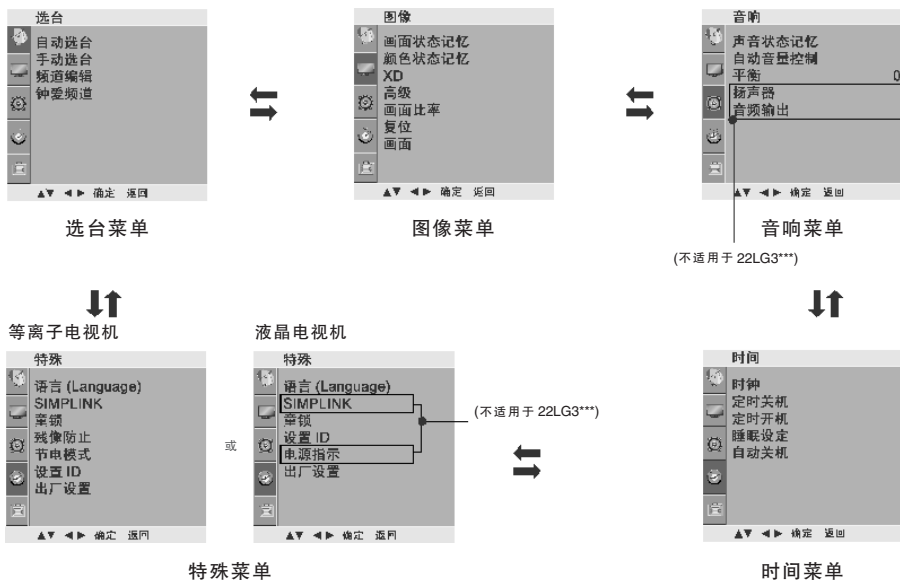 选台
自动选台
手动选台
频道编辑
钟爱频道
▲▼ ◀▶ 确定 返回
选台菜单
图像
画面状态记忆
颜色状态记忆
XD
高级
画面比率
复位
画面
▲▼ ◀▶ 确定 返回
图像菜单
音响
声音状态记忆
自动音量控制
平衡 0
扬声器
音频输出
▲▼ ◀▶ 确定 返回
音响菜单
(不适用于 22LG3***)
等离子电视机
特殊
语言 (Language)
SIMPLINK
童锁
残像防止
节电模式
设置 ID
出厂设置
▲▼ ◀▶ 确定 返回
或
液晶电视机
特殊
语言 (Language)
SIMPLINK
童锁
设置 ID
电源指示
出厂设置
▲▼ ◀▶ 确定 返回
(不适用于 22LG3***)
特殊菜单
时间
时钟
定时关机
定时开机
睡眠设定
自动关机
▲▼ ◀▶ 确定 返回
时间菜单